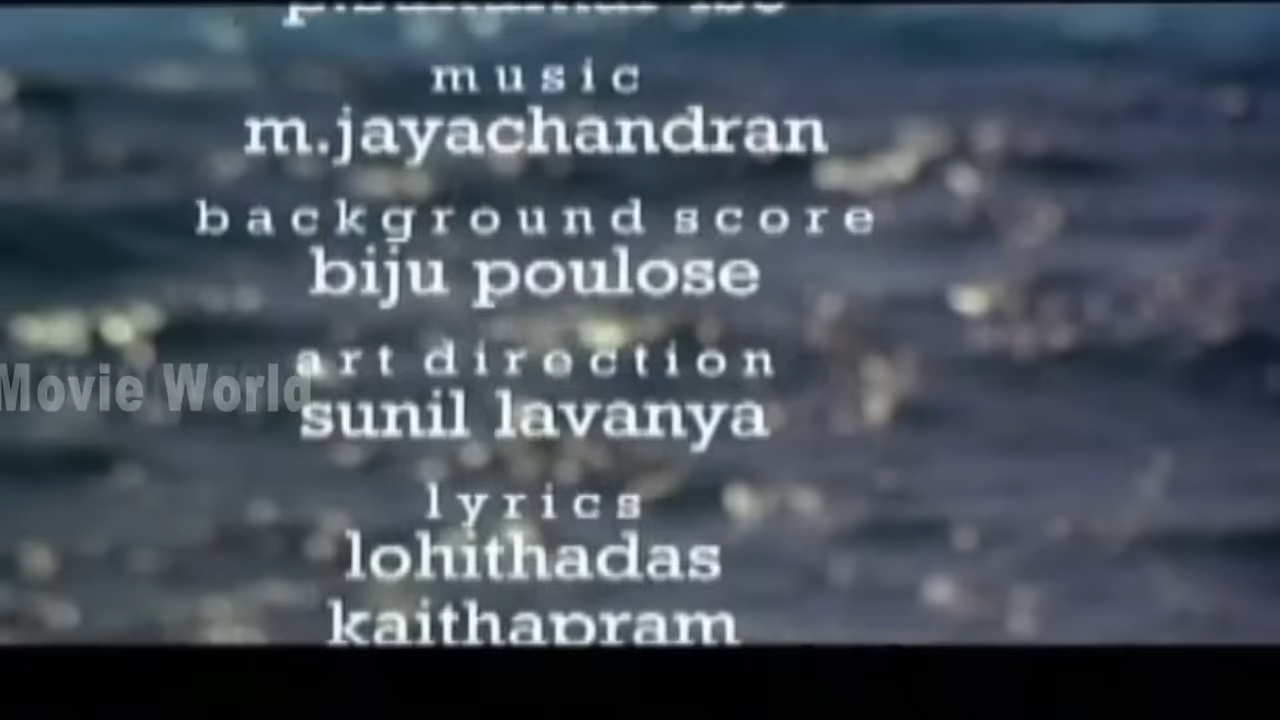 music
m.jayachandran
background score
biju poulose
art direction
Movie World
sunil lavanya
lyrics
lohithadas
kaithapram